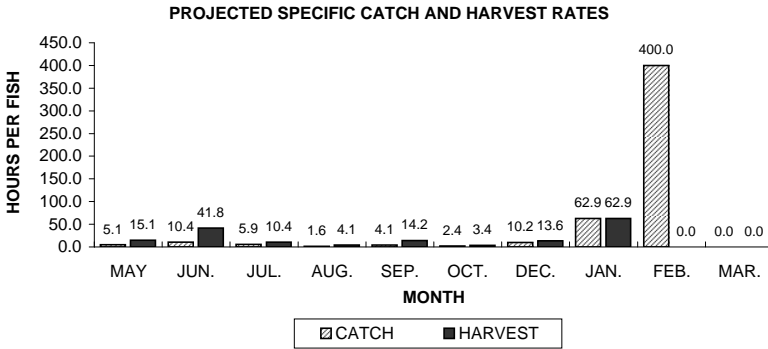 PROJECTED SPECIFIC CATCH AND HARVEST RATES
HOURS PER FISH
450.0
400.0
350.0
300.0
250.0
200.0
150.0
100.0
50.0
0.0
5.1 15.1 10.4 41.8 5.9 10.4 1.6 4.1 4.1 14.2 2.4 3.4 10.2 13.6 62.9 62.9 400.0 0.0 0.0 0.0
MAY JUN. JUL. AUG. SEP. OCT. DEC. JAN. FEB. MAR.
MONTH
CATCH HARVEST